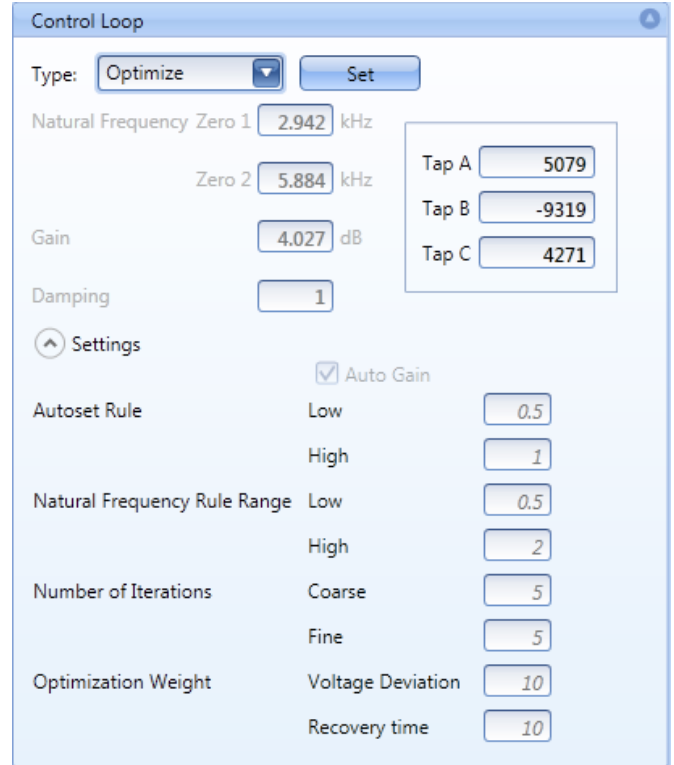 Control Loop
Type: Optimize Set
Natural Frequency Zero 1 2.942 kHz
Zero 2 5.884 kHz
Gain 4.027 dB
Damping 1
Tap A 5079
Tap B -9319
Tap C 4271
Settings
Auto Gain
Autoset Rule Low 0.5
High 1
Natural Frequency Rule Range Low 0.5
High 2
Number of Iterations Coarse 5
Fine 5
Optimization Weight Voltage Deviation 10
Recovery time 10